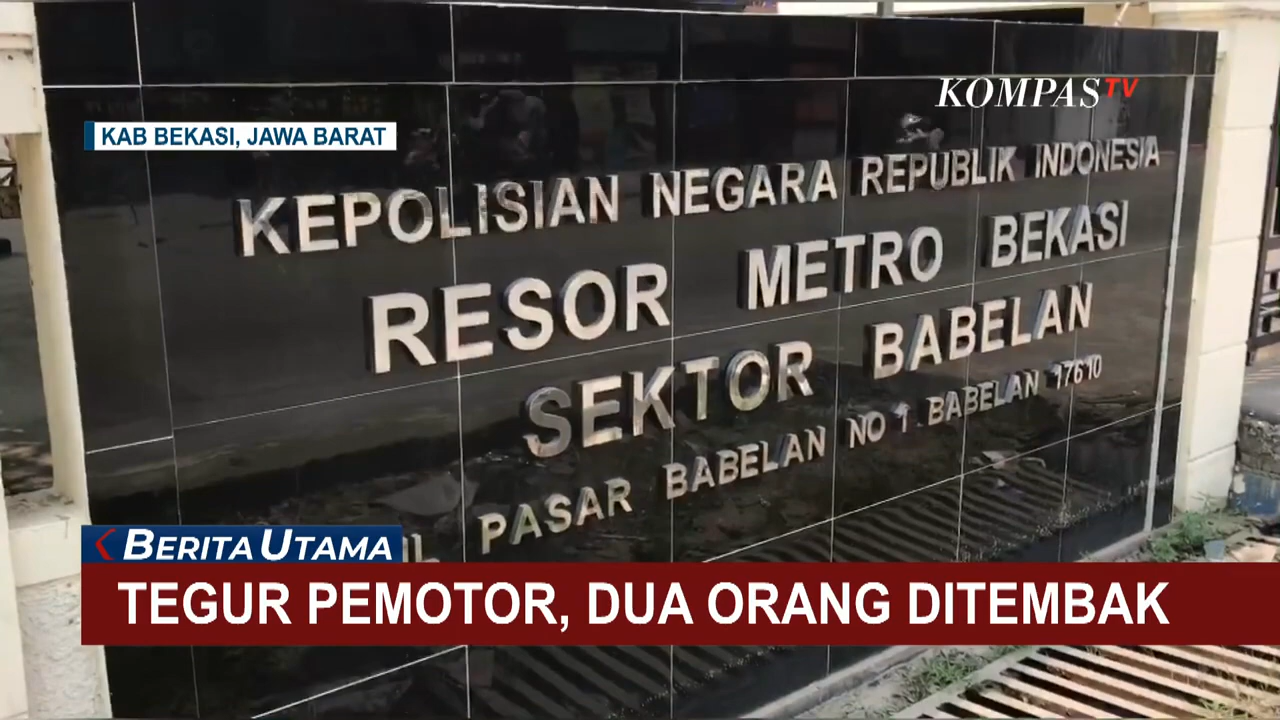 KOMPASTV
KAB BEKASI, JAWA BARAT
KEPOLISIAN NEGARA REPUBLIK INDONESIA
RESOR METRO BEKASI
SEKTOR BABELAN
PASAR BABELAN NO 1 BABELAN 17610
BERITA UTAMA
TEGUR PEMOTOR, DUA ORANG DITEMBAK